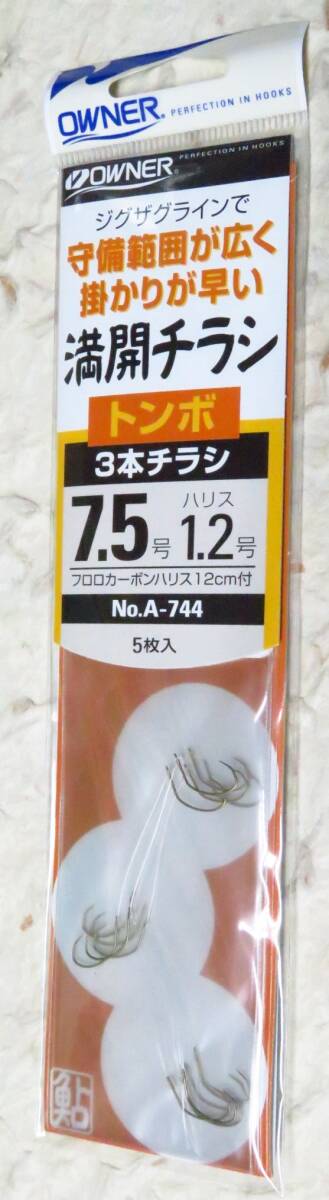 OWNER® PERFECTION IN HOOKS
OWNER® PERFECTION IN HOOKS
ジグザグラインで
守備範囲が広く
掛かりが早い
満開チラシ
トンボ
3本チラシ
7.5号 ハリス 1.2号
フロロカーボンハリス12cm付
No.A-744
5枚入
鮎